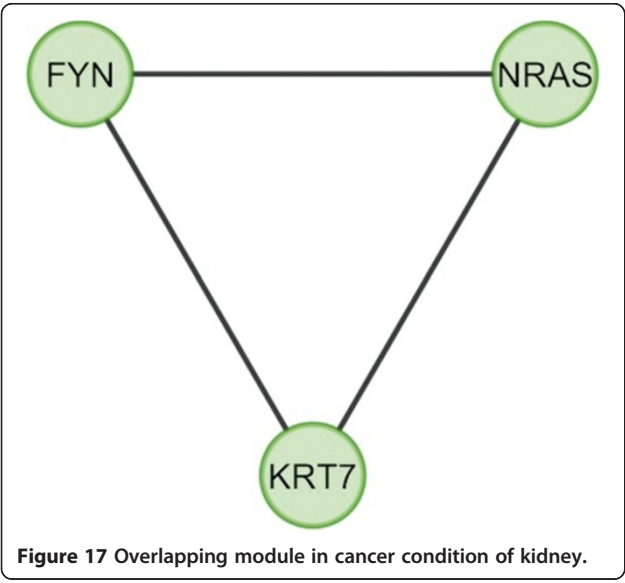 FYN
NRAS
KRT7
Figure 17 Overlapping module in cancer condition of kidney.